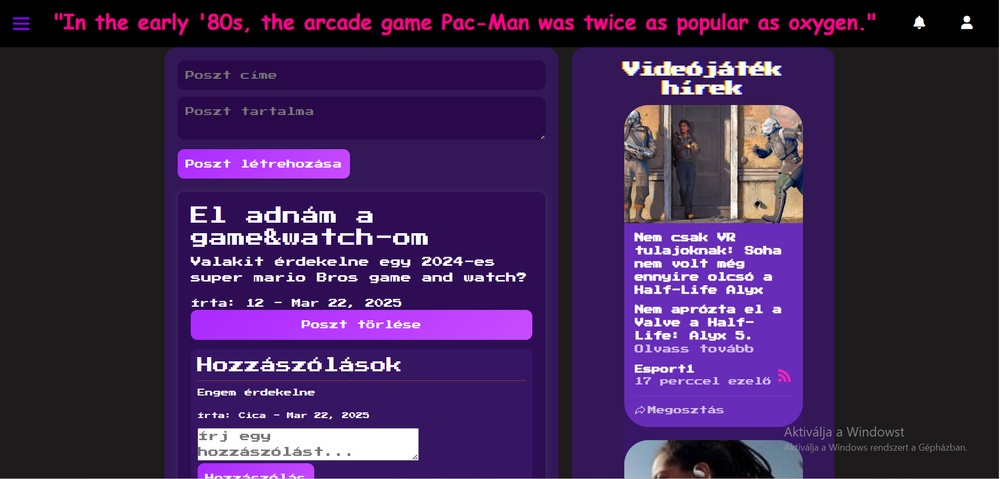 "In the early '80s, the arcade game Pac-Man was twice as popular as oxygen."
Poszt címe
Poszt tartalma
Poszt létrehozása
El adnám a
game&watch-om
Valakit érdekelne egy 2024-es
super mario Bros game and watch?
írta: 12 - Mar 22, 2025
Poszt törlése
Hozzászólások
Engem érdekelne
írta: Cica - Mar 22, 2025
írj egy
hozzászólást...
Hozzászólás
Videójáték
hírek
WANTED
Nem csak VR
tulajoknak: Soha
nem volt még
ennyire olcsó a
Half-Life Alyx
Nem aprózta el a
Valve a Half-
Life: Alyx 5.
Olvass tovább
Esport1
17 perccel ezelő
Megosztás
Aktiválja a Windowst
Aktiválja a Windows rendszert a Gépházban.